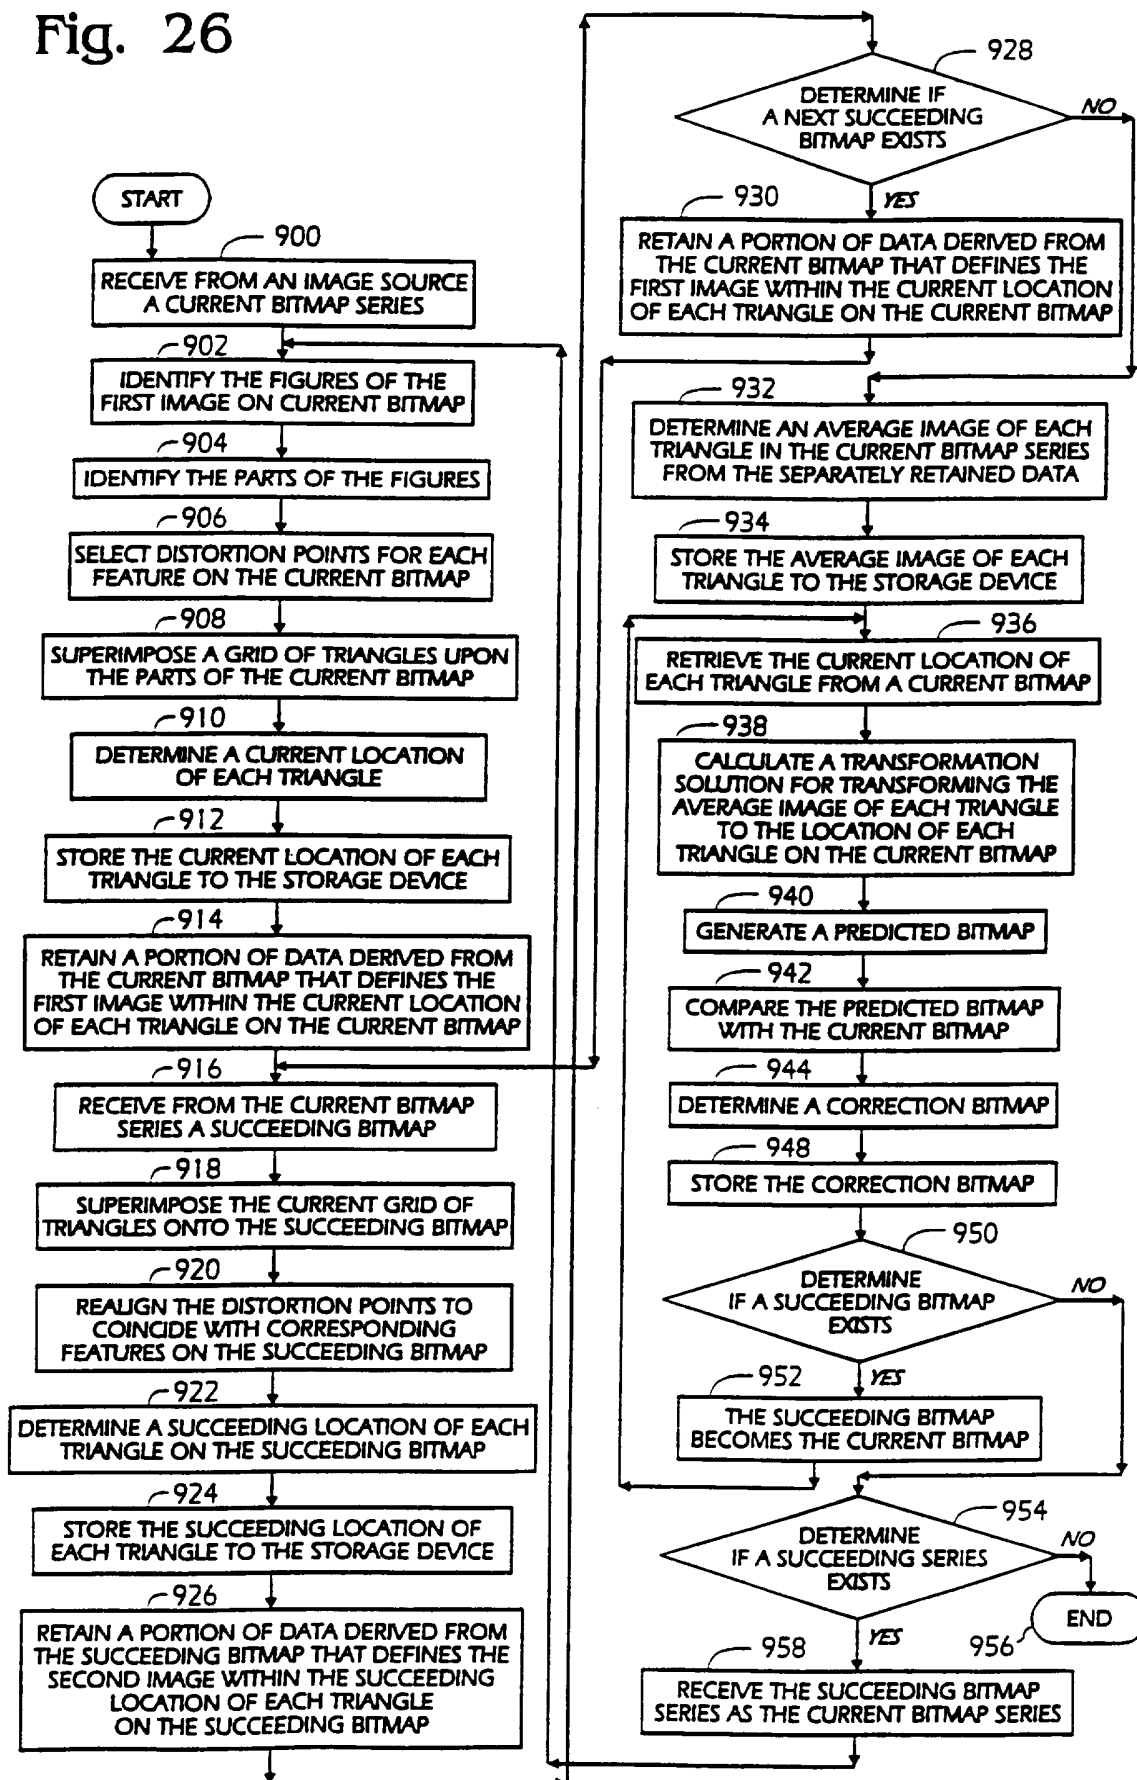 Fig. 26
START
900
RECEIVE FROM AN IMAGE SOURCE
A CURRENT BITMAP SERIES
902
IDENTIFY THE FIGURES OF THE
FIRST IMAGE ON CURRENT BITMAP
904
IDENTIFY THE PARTS OF THE FIGURES
906
SELECT DISTORTION POINTS FOR EACH
FEATURE ON THE CURRENT BITMAP
908
SUPERIMPOSE A GRID OF TRIANGLES UPON
THE PARTS OF THE CURRENT BITMAP
910
DETERMINE A CURRENT LOCATION
OF EACH TRIANGLE
912
STORE THE CURRENT LOCATION OF EACH
TRIANGLE TO THE STORAGE DEVICE
914
RETAIN A PORTION OF DATA DERIVED FROM
THE CURRENT BITMAP THAT DEFINES THE
FIRST IMAGE WITHIN THE CURRENT LOCATION
OF EACH TRIANGLE ON THE CURRENT BITMAP
916
RECEIVE FROM THE CURRENT BITMAP
SERIES A SUCCEEDING BITMAP
918
SUPERIMPOSE THE CURRENT GRID OF
TRIANGLES ONTO THE SUCCEEDING BITMAP
920
REALIGN THE DISTORTION POINTS TO
COINCIDE WITH CORRESPONDING
FEATURES ON THE SUCCEEDING BITMAP
922
DETERMINE A SUCCEEDING LOCATION OF EACH
TRIANGLE ON THE SUCCEEDING BITMAP
924
STORE THE SUCCEEDING LOCATION OF
EACH TRIANGLE TO THE STORAGE DEVICE
926
RETAIN A PORTION OF DATA DERIVED FROM
THE SUCCEEDING BITMAP THAT DEFINES THE
SECOND IMAGE WITHIN THE SUCCEEDING
LOCATION OF EACH TRIANGLE
ON THE SUCCEEDING BITMAP
928
DETERMINE IF
A NEXT SUCCEEDING
BITMAP EXISTS
NO
YES
930
RETAIN A PORTION OF DATA DERIVED FROM
THE CURRENT BITMAP THAT DEFINES THE
FIRST IMAGE WITHIN THE CURRENT LOCATION
OF EACH TRIANGLE ON THE CURRENT BITMAP
932
DETERMINE AN AVERAGE IMAGE OF EACH
TRIANGLE IN THE CURRENT BITMAP SERIES
FROM THE SEPARATELY RETAINED DATA
934
STORE THE AVERAGE IMAGE OF EACH
TRIANGLE TO THE STORAGE DEVICE
936
RETRIEVE THE CURRENT LOCATION OF
EACH TRIANGLE FROM A CURRENT BITMAP
938
CALCULATE A TRANSFORMATION
SOLUTION FOR TRANSFORMING THE
AVERAGE IMAGE OF EACH TRIANGLE
TO THE LOCATION OF EACH
TRIANGLE ON THE CURRENT BITMAP
940
GENERATE A PREDICTED BITMAP
942
COMPARE THE PREDICTED BITMAP
WITH THE CURRENT BITMAP
944
DETERMINE A CORRECTION BITMAP
948
STORE THE CORRECTION BITMAP
950
DETERMINE
IF A SUCCEEDING BITMAP
EXISTS
NO
YES
952
THE SUCCEEDING BITMAP
BECOMES THE CURRENT BITMAP
954
DETERMINE
IF A SUCCEEDING SERIES
EXISTS
NO
END
956
YES
958
RECEIVE THE SUCCEEDING BITMAP
SERIES AS THE CURRENT BITMAP SERIES